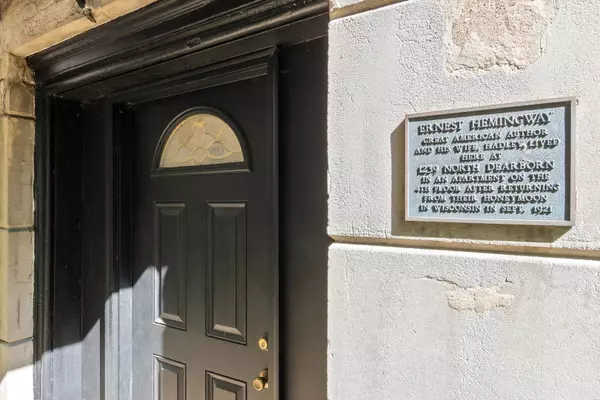 ERNEST HEMINGWAY
GREAT AMERICAN AUTHOR
AND HIS WIFE, HADLEY, LIVED
HERE AT
1239 NORTH DEARBORN
IN AN APARTMENT ON THE
4TH FLOOR AFTER RETURNING
FROM THEIR HONEYMOON
IN WISCONSIN IN SEPT. 1921